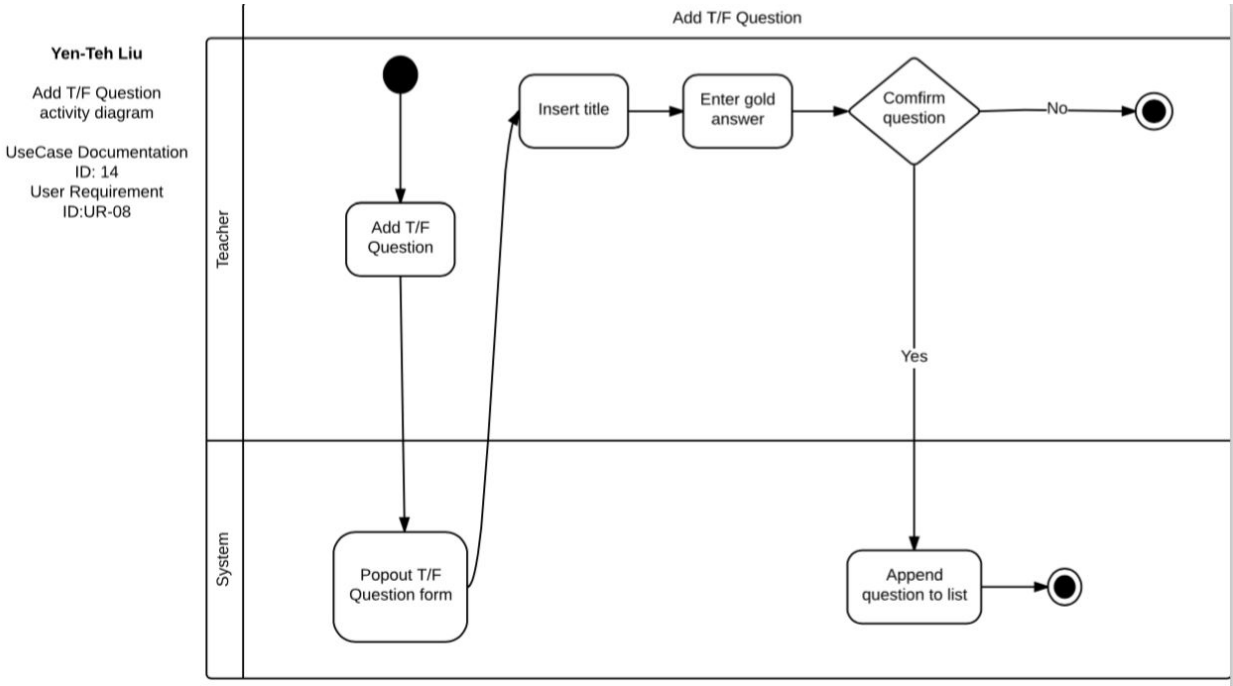 Add T/F Question
Yen-Teh Liu
Add T/F Question
activity diagram
UseCase Documentation
ID: 14
User Requirement
ID:UR-08
Teacher
Add T/F
Question
Insert title
Enter gold
answer
Comfirm
question
No
Yes
System
Popout T/F
Question form
Append
question to list